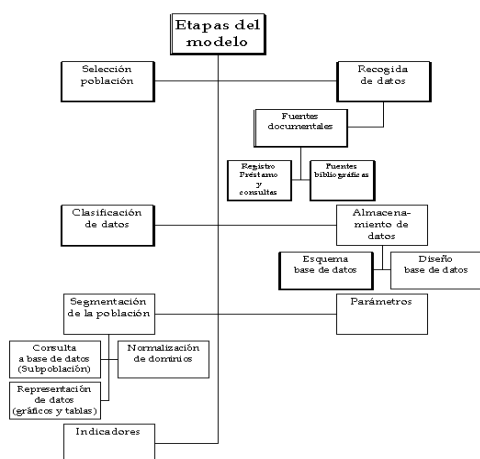 Etapas del
modelo
Selección
población
Recogida
de datos
Fuentes
documentales
Registro
Préstamo
y
consultas
Fuentes
bibliográficas
Clasificación
de datos
Almacena-
miento de
datos
Esquema
base de datos
Diseño
base de datos
Segmentación
de la población
Parámetros
Consulta
a base de datos
(Subpoblación)
Normalización
de dominios
Representación
de datos
(gráficos y tablas)
Indicadores